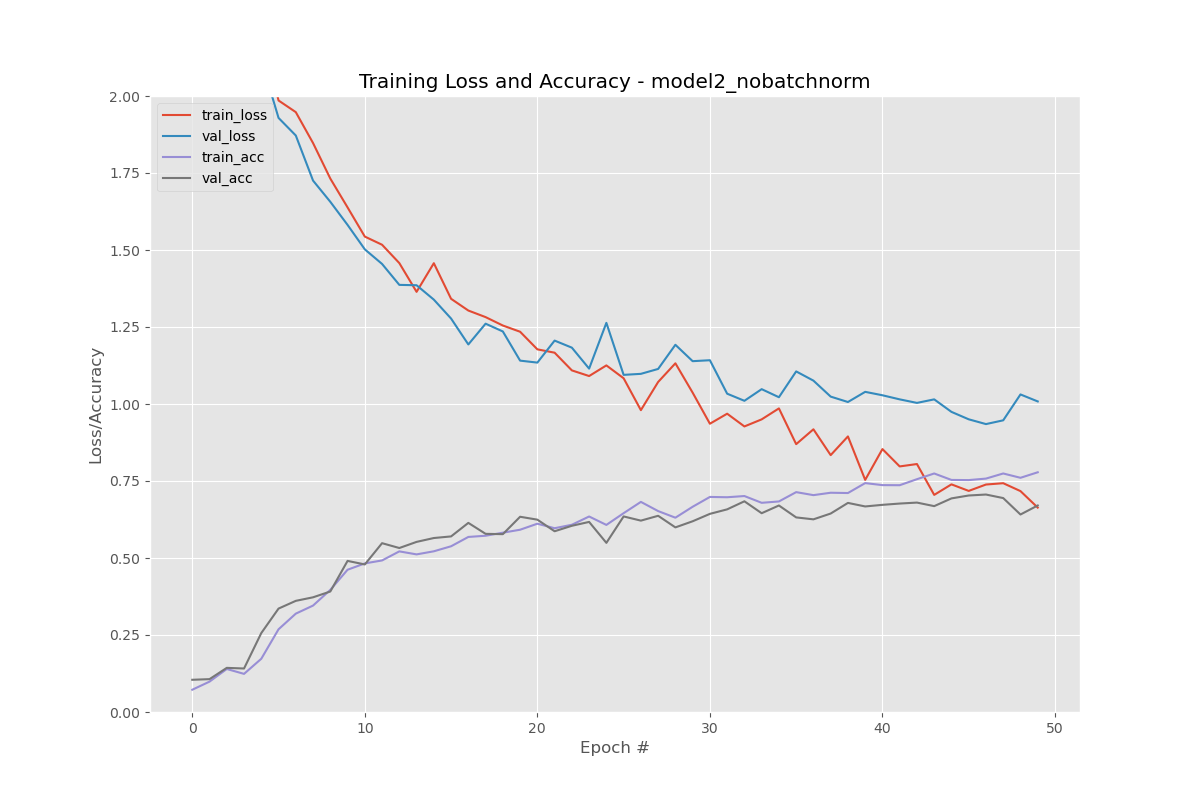 Training Loss and Accuracy - model2_nobatchnorm
2.00
1.75
1.50
1.25
1.00
0.75
0.50
0.25
0.00
Loss/Accuracy
train_loss
val_loss
train_acc
val_acc
0 10 20 30 40 50
Epoch #